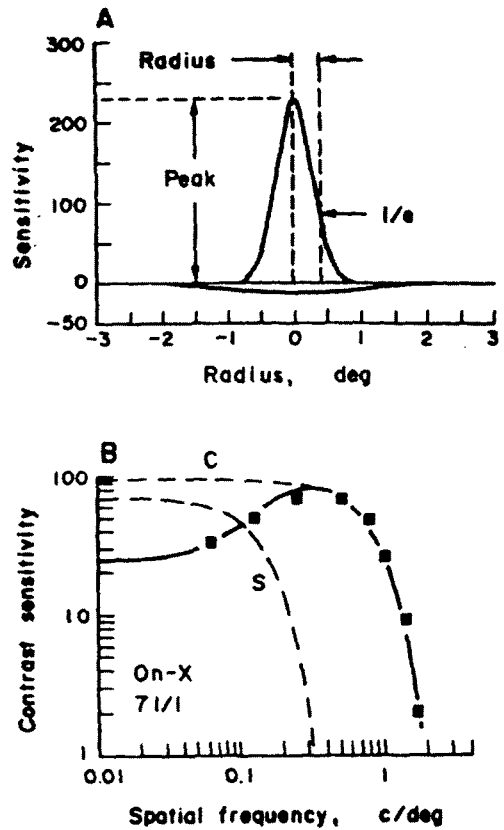 A
300
Radius
200
Peak
Sensitivity
100
1/e
0
-50
-3 -2 -1 0 1 2 3
Radius, deg
B
100
C
Contrast sensitivity
S
10
On-X
71/1
1
0.01 0.1 1
Spatial frequency, c/deg